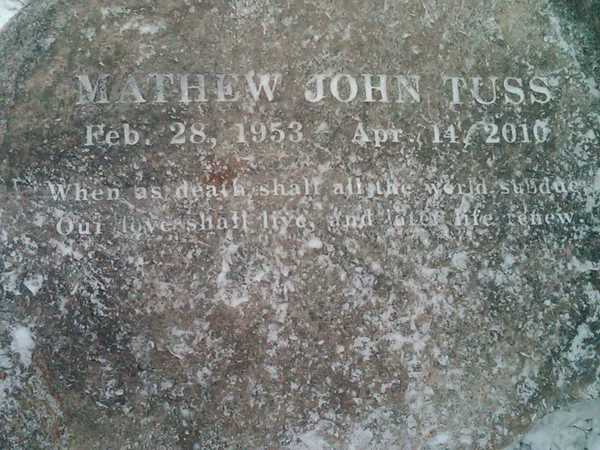 MATHEW JOHN TUSS
Feb. 28, 1953 - Apr. 14, 2010
When as death shall all the world subdue
Our love shall live, and later life renew